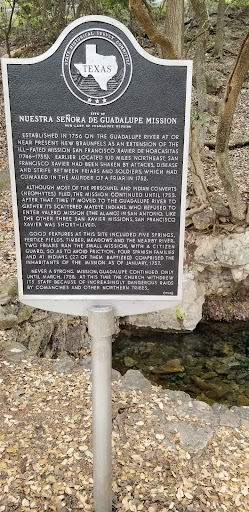 TEXAS HISTORICAL SURVEY COMMITTEE
TEXAS
SITE OF
NUESTRA SEÑORA DE GUADALUPE MISSION
ESTABLISHED IN 1756 ON THE GUADALUPE RIVER AT OR
NEAR PRESENT NEW BRAUNFELS AS AN EXTENSION OF THE
ILL-FATED MISSION SAN FRANCISCO XAVIER DE HORCASITAS
(1746-1755). EARLIER, LOCATED 100 MILES NORTHEAST, SAN
FRANCISCO XAVIER HAD BEEN SHAKEN BY ATTACKS, DISEASE
AND STRIFE BETWEEN FRIARS AND SOLDIERS, WHICH HAD
CLIMAXED IN THE MURDER OF A FRIAR IN 1752.
ALTHOUGH MOST OF THE PERSONNEL AND INDIAN CONVERTS
(NEOPHYTES) FLED, THE MISSION CONTINUED UNTIL 1755.
AFTER THAT TIME IT MOVED TO THE GUADALUPE RIVER TO
GATHER ITS SCATTERED MAYEYE INDIANS, WHO REFUSED TO
ENTER VALERO MISSION (THE ALAMO) IN SAN ANTONIO. LIKE
THE OTHER THREE SAN XAVIER MISSIONS, SAN FRANCISCO
XAVIER WAS SHORT-LIVED.
GOOD FEATURES AT THIS SITE INCLUDED FIVE SPRINGS,
FERTILE FIELDS, TIMBER, MEADOWS AND THE NEARBY RIVER.
TWO FRIARS RAN THE SMALL MISSION, WITH A CITIZEN
GUARD, SO AS TO AVOID FRICTION. FOUR SPANISH FAMILIES
AND 41 INDIANS (27 OF THEM BAPTIZED) COMPRISED THE
INHABITANTS OF THE MISSION AS OF JANUARY, 1757.
NEVER A STRONG MISSION, GUADALUPE CONTINUED ONLY
UNTIL MARCH, 1758. AT THIS TIME THE CHURCH WITHDREW
ITS STAFF BECAUSE OF INCREASINGLY DANGEROUS RAIDS
BY COMANCHES AND OTHER NORTHERN TRIBES.